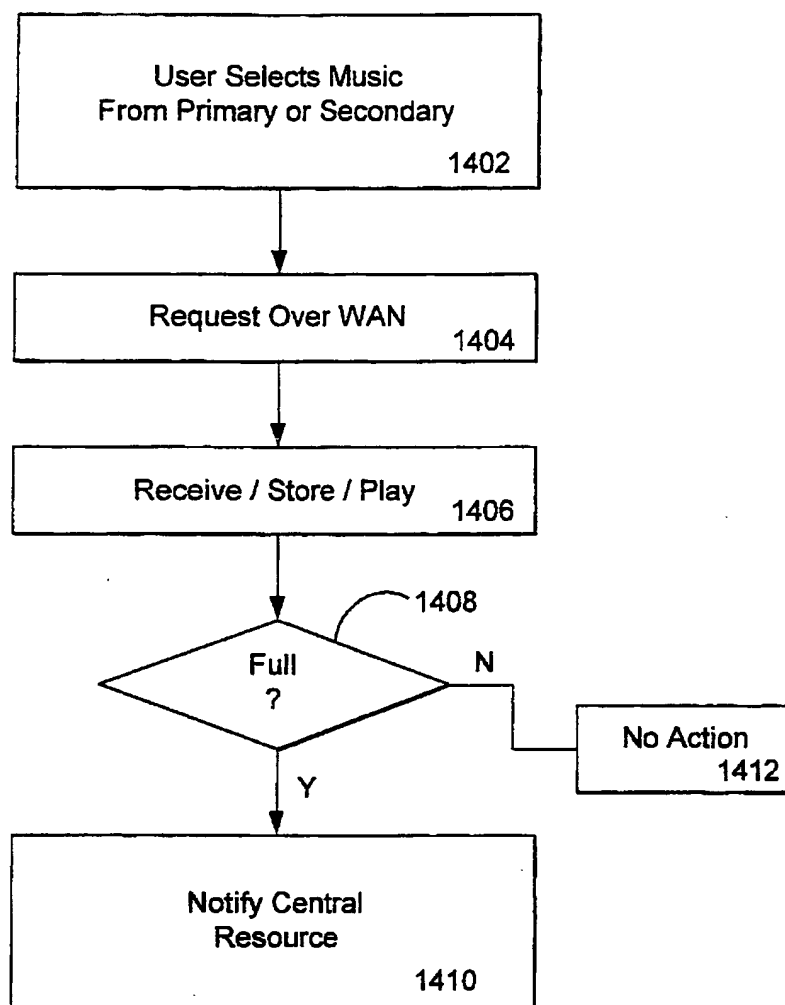 User Selects Music
From Primary or Secondary
1402
Request Over WAN
1404
Receive / Store / Play
1406
1408
Full
?
N
No Action
1412
Y
Notify Central
Resource
1410